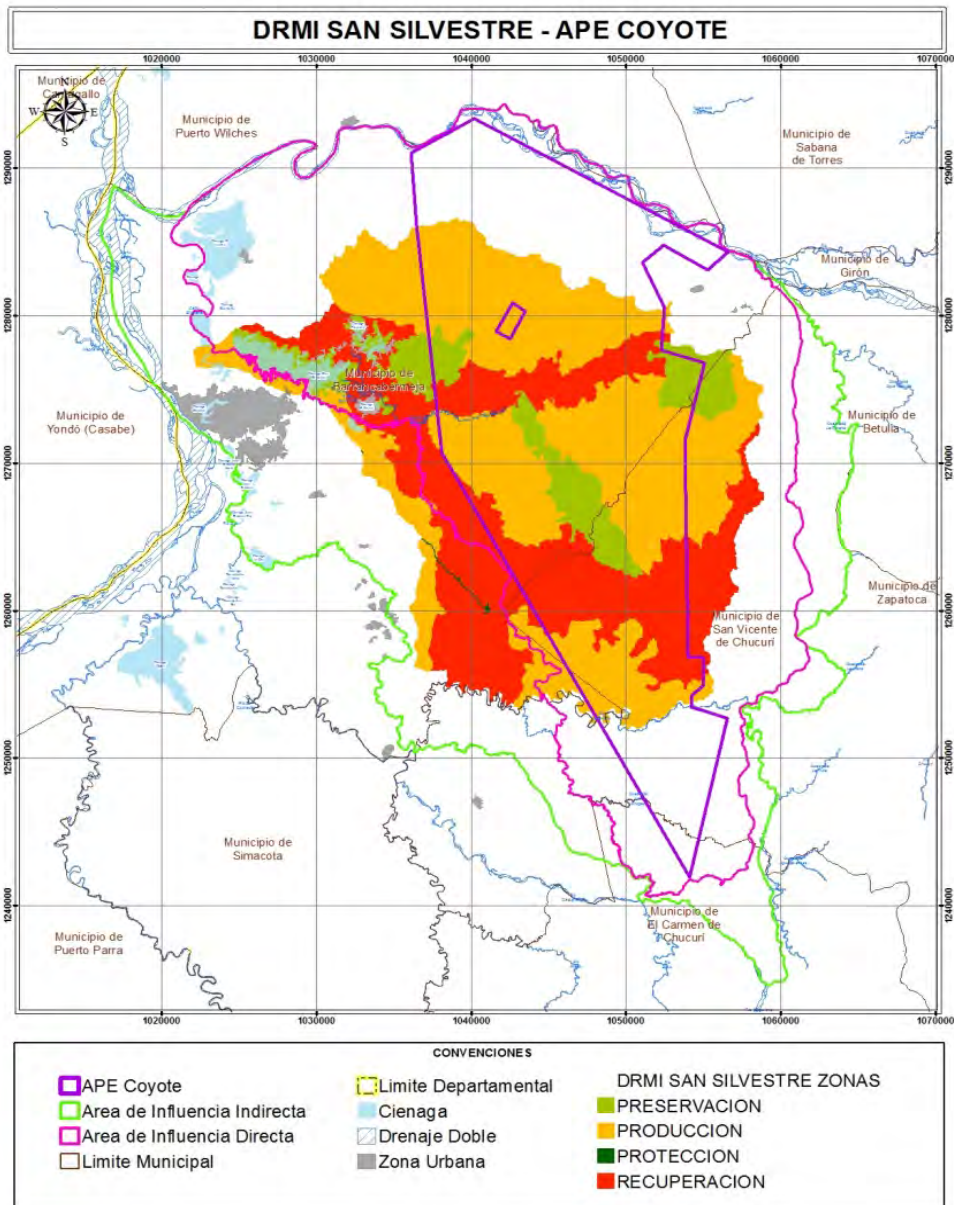 DRMI SAN SILVESTRE - APE COYOTE
1020000
1030000
1040000
1050000
1060000
1070000
Municipio de
N
W
E
S
Municipio de
Puerto Wilches
Municipio de
Sabana
de Torres
1290000
1290000
Municipio de
Girón
1280000
1280000
Municipio de
Barrancabermeja
Municipio de
Yondó (Casabe)
Municipio de
Betulia
1270000
1270000
Municipio de
Zapatoca
1260000
1260000
Municipio de
San Vicente
de Chucurí
1250000
1250000
Municipio de
Simacota
1240000
1240000
Municipio de
El Carmen de
Chucurí
Municipio de
Puerto Parra
1020000
1030000
1040000
1050000
1060000
1070000
CONVENCIONES
APE Coyote
Area de Influencia Indirecta
Area de Influencia Directa
Limite Municipal
Limite Departamental
Cienaga
Drenaje Doble
Zona Urbana
DRMI SAN SILVESTRE ZONAS
PRESERVACION
PRODUCCION
PROTECCION
RECUPERACION